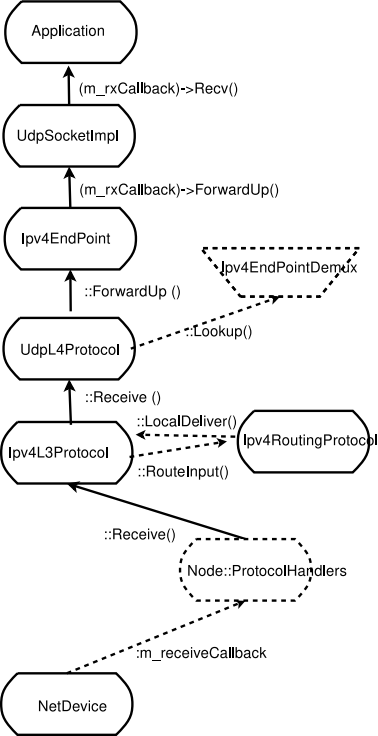 Application
(m_rxCallback)->Recv()
UdpSocketImpl
(m_rxCallback)->ForwardUp()
Ipv4EndPoint
Ipv4EndPointDemux
::ForwardUp ()
::Lookup()
UdpL4Protocol
::Receive ()
::LocalDeliver()
Ipv4L3Protocol
Ipv4RoutingProtocol
::RouteInput()
::Receive()
Node::ProtocolHandlers
:m_receiveCallback
NetDevice